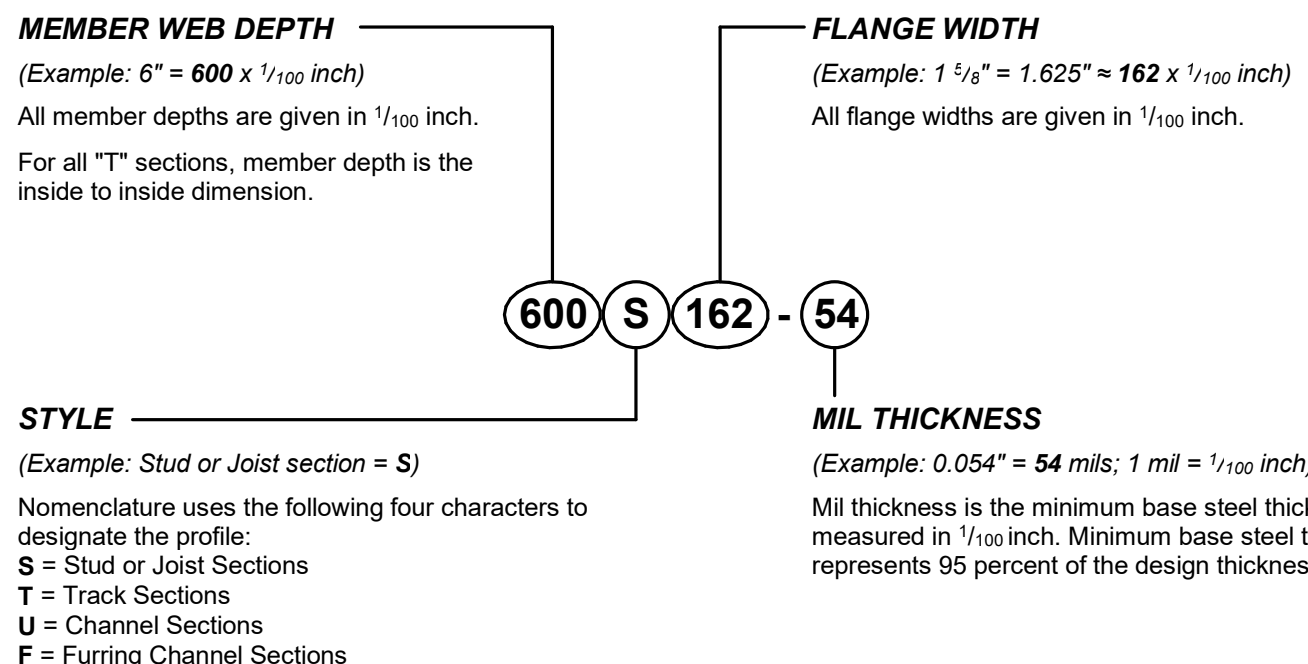 MEMBER WEB DEPTH
(Example: 6" = 600 x 1/100 inch)
All member depths are given in 1/100 inch.
For all "T" sections, member depth is the
inside to inside dimension.
FLANGE WIDTH
(Example: 1 5/8" = 1.625" ≈ 162 x 1/100 inch)
All flange widths are given in 1/100 inch.
600 S 162 - 54
STYLE
(Example: Stud or Joist section = S)
Nomenclature uses the following four characters to
designate the profile:
S = Stud or Joist Sections
T = Track Sections
U = Channel Sections
F = Furring Channel Sections
MIL THICKNESS
(Example: 0.054" = 54 mils; 1 mil = 1/100 inch)
Mil thickness is the minimum base steel
measured in 1/100 inch. Minimum base steel
represents 95 percent of the design